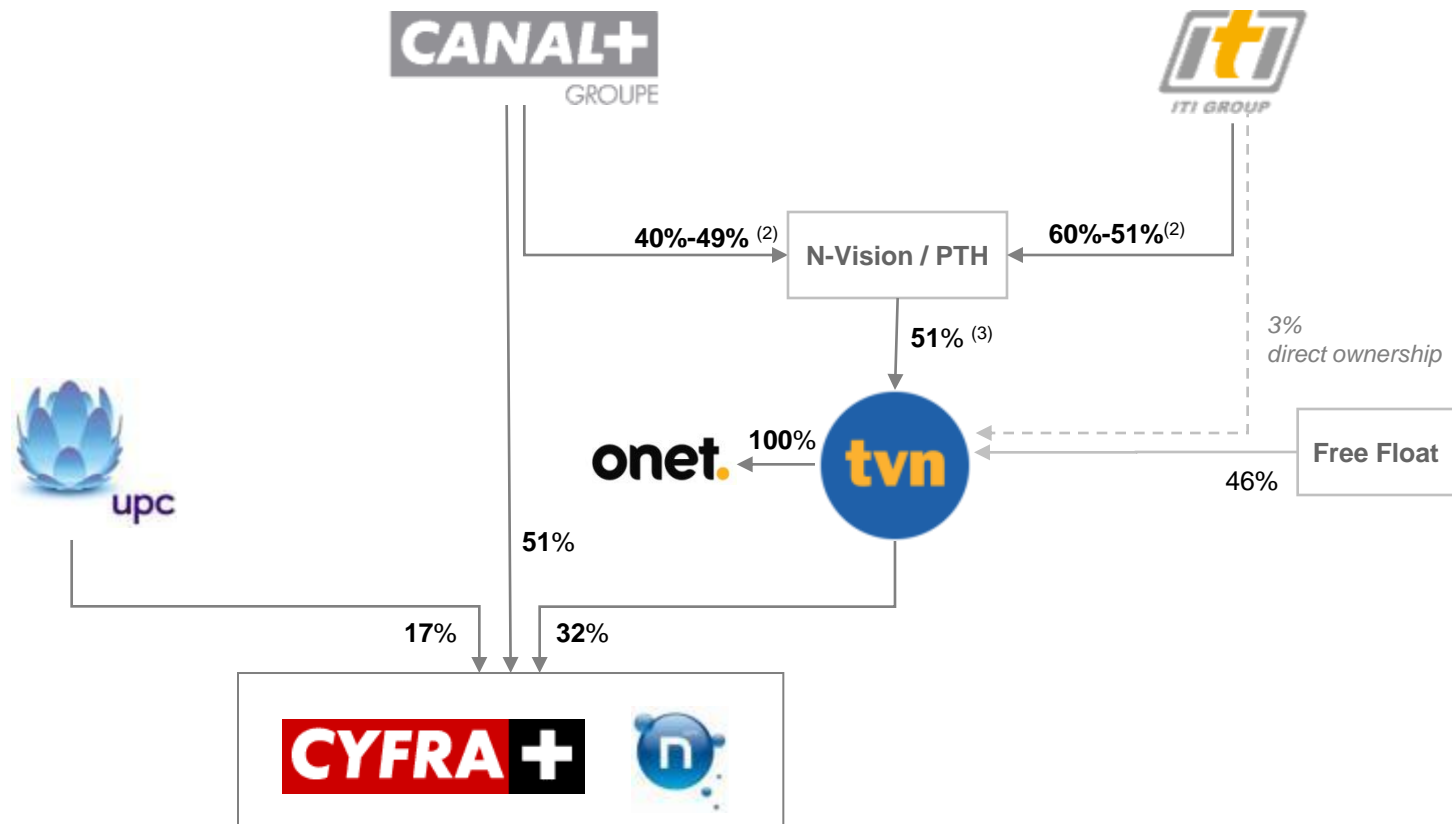 CANAL+
GROUPE
iti
ITI GROUP
40%-49% (2)
60%-51%(2)
N-Vision / PTH
51% (3)
3%
direct ownership
upc
onet.
100%
tvn
Free Float
46%
51%
17%
32%
CYFRA+
n